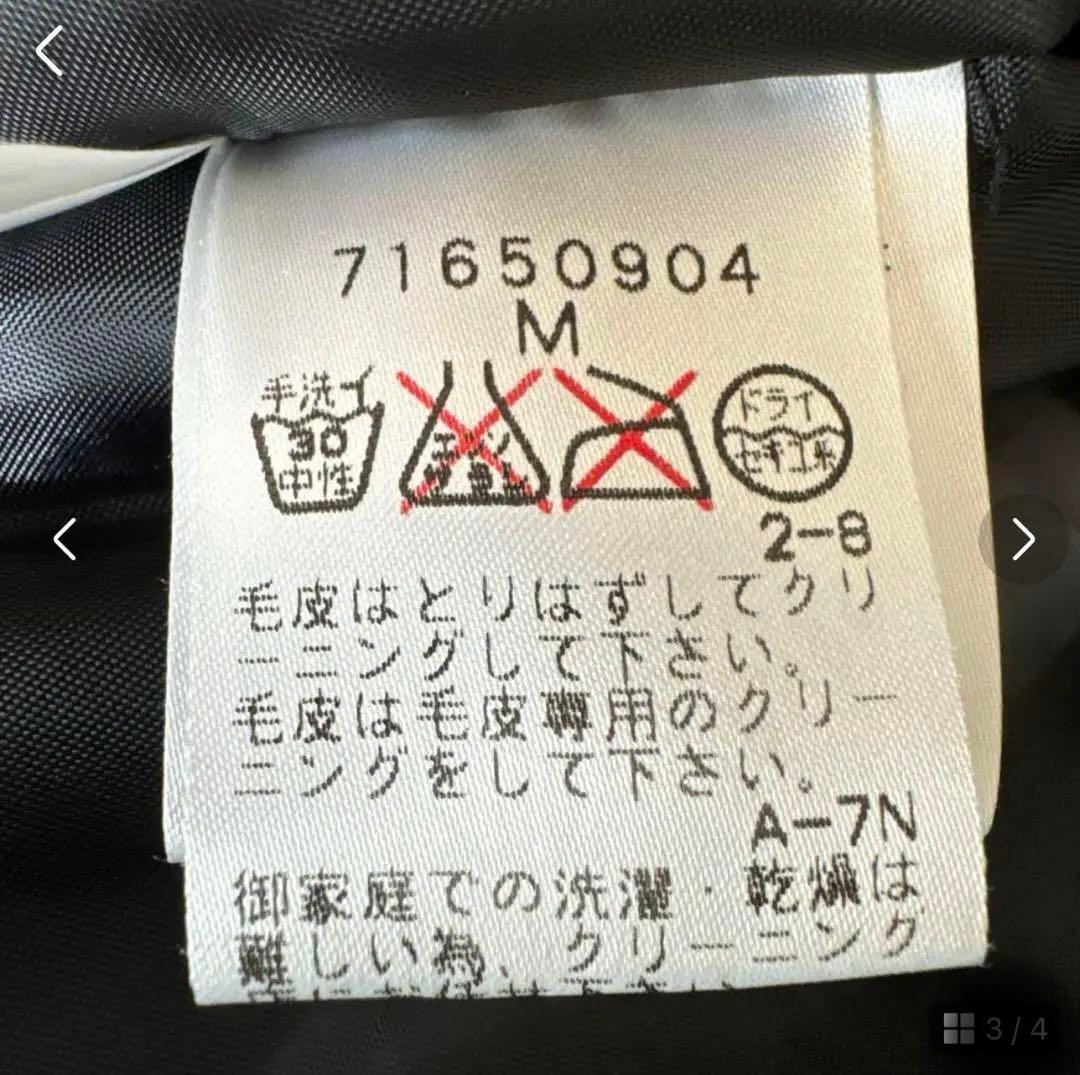 71650904
M
手洗イ
30
中性
ドライ
セキユ系
2-8
毛皮はとりはずしてクリ
ーニングして下さい。
毛皮は毛皮専用のクリー
ニングをして下さい。
A-7N
御家庭での洗濯・乾燥は
難しい為、クリーニング
3/4